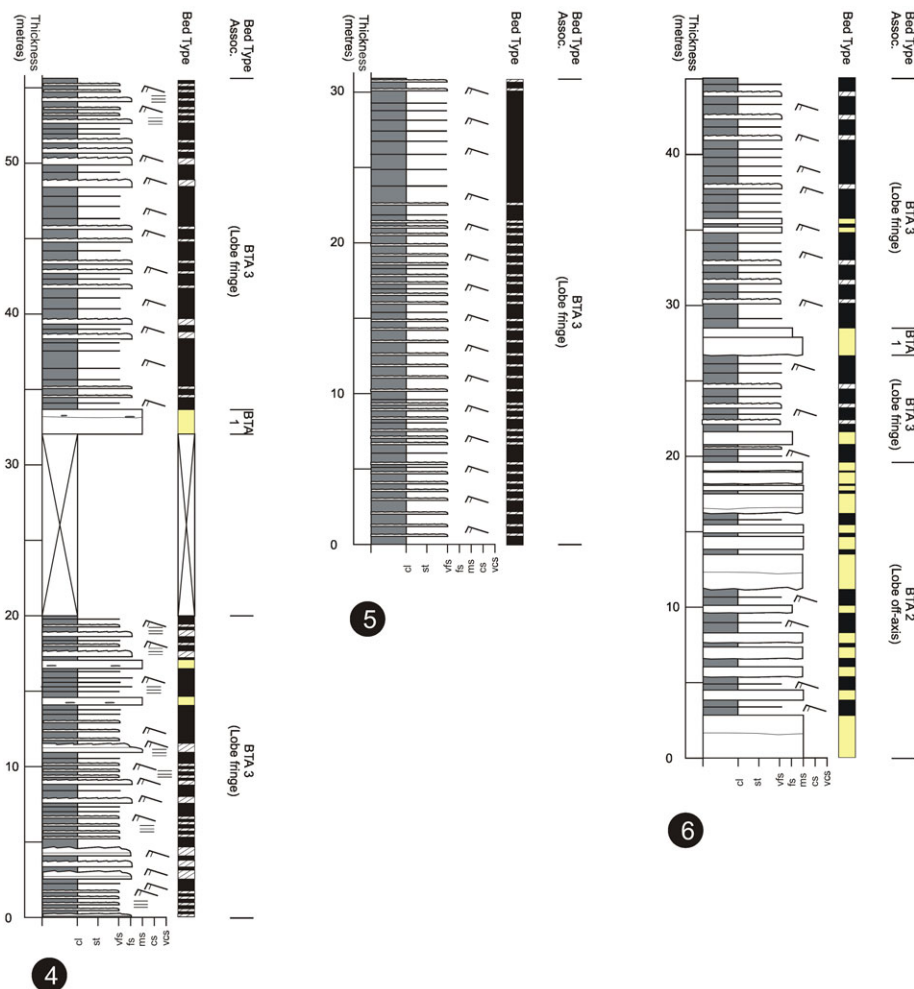 Thickness
(metres)
Bed Type
Bed Type
Assoc.
50
40
30
20
10
0
BTA 3
(Lobe fringe)
BTA
1
BTA 3
(Lobe fringe)
cl
st
vfs
fs
ms
cs
vcs
4
Thickness
(metres)
Bed Type
Bed Type
Assoc.
30
20
10
0
BTA 3
(Lobe fringe)
cl
st
vfs
fs
ms
cs
vcs
5
Thickness
(metres)
Bed Type
Bed Type
Assoc.
40
30
20
10
0
BTA 3
(Lobe fringe)
BTA
1
BTA 3
(Lobe fringe)
BTA 2
(Lobe off-axis)
cl
st
vfs
fs
ms
cs
vcs
6